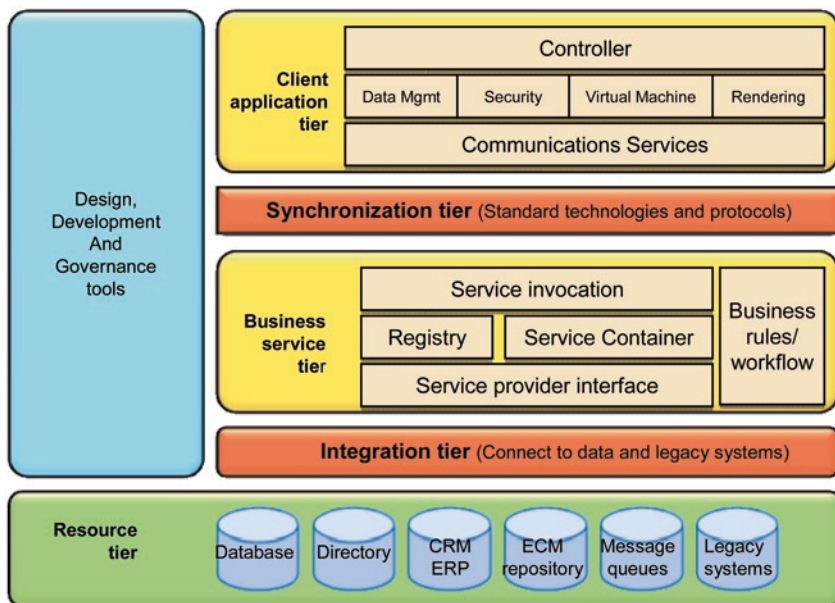 Design,
Development
And
Governance
tools
Client
application
tier
Controller
Data Mgmt
Security
Virtual Machine
Rendering
Communications Services
Synchronization tier (Standard technologies and protocols)
Business
service
tier
Service invocation
Registry
Service Container
Service provider interface
Business
rules/
workflow
Integration tier (Connect to data and legacy systems)
Resource
tier
Database
Directory
CRM
ERP
ECM
repository
Message
queues
Legacy
systems